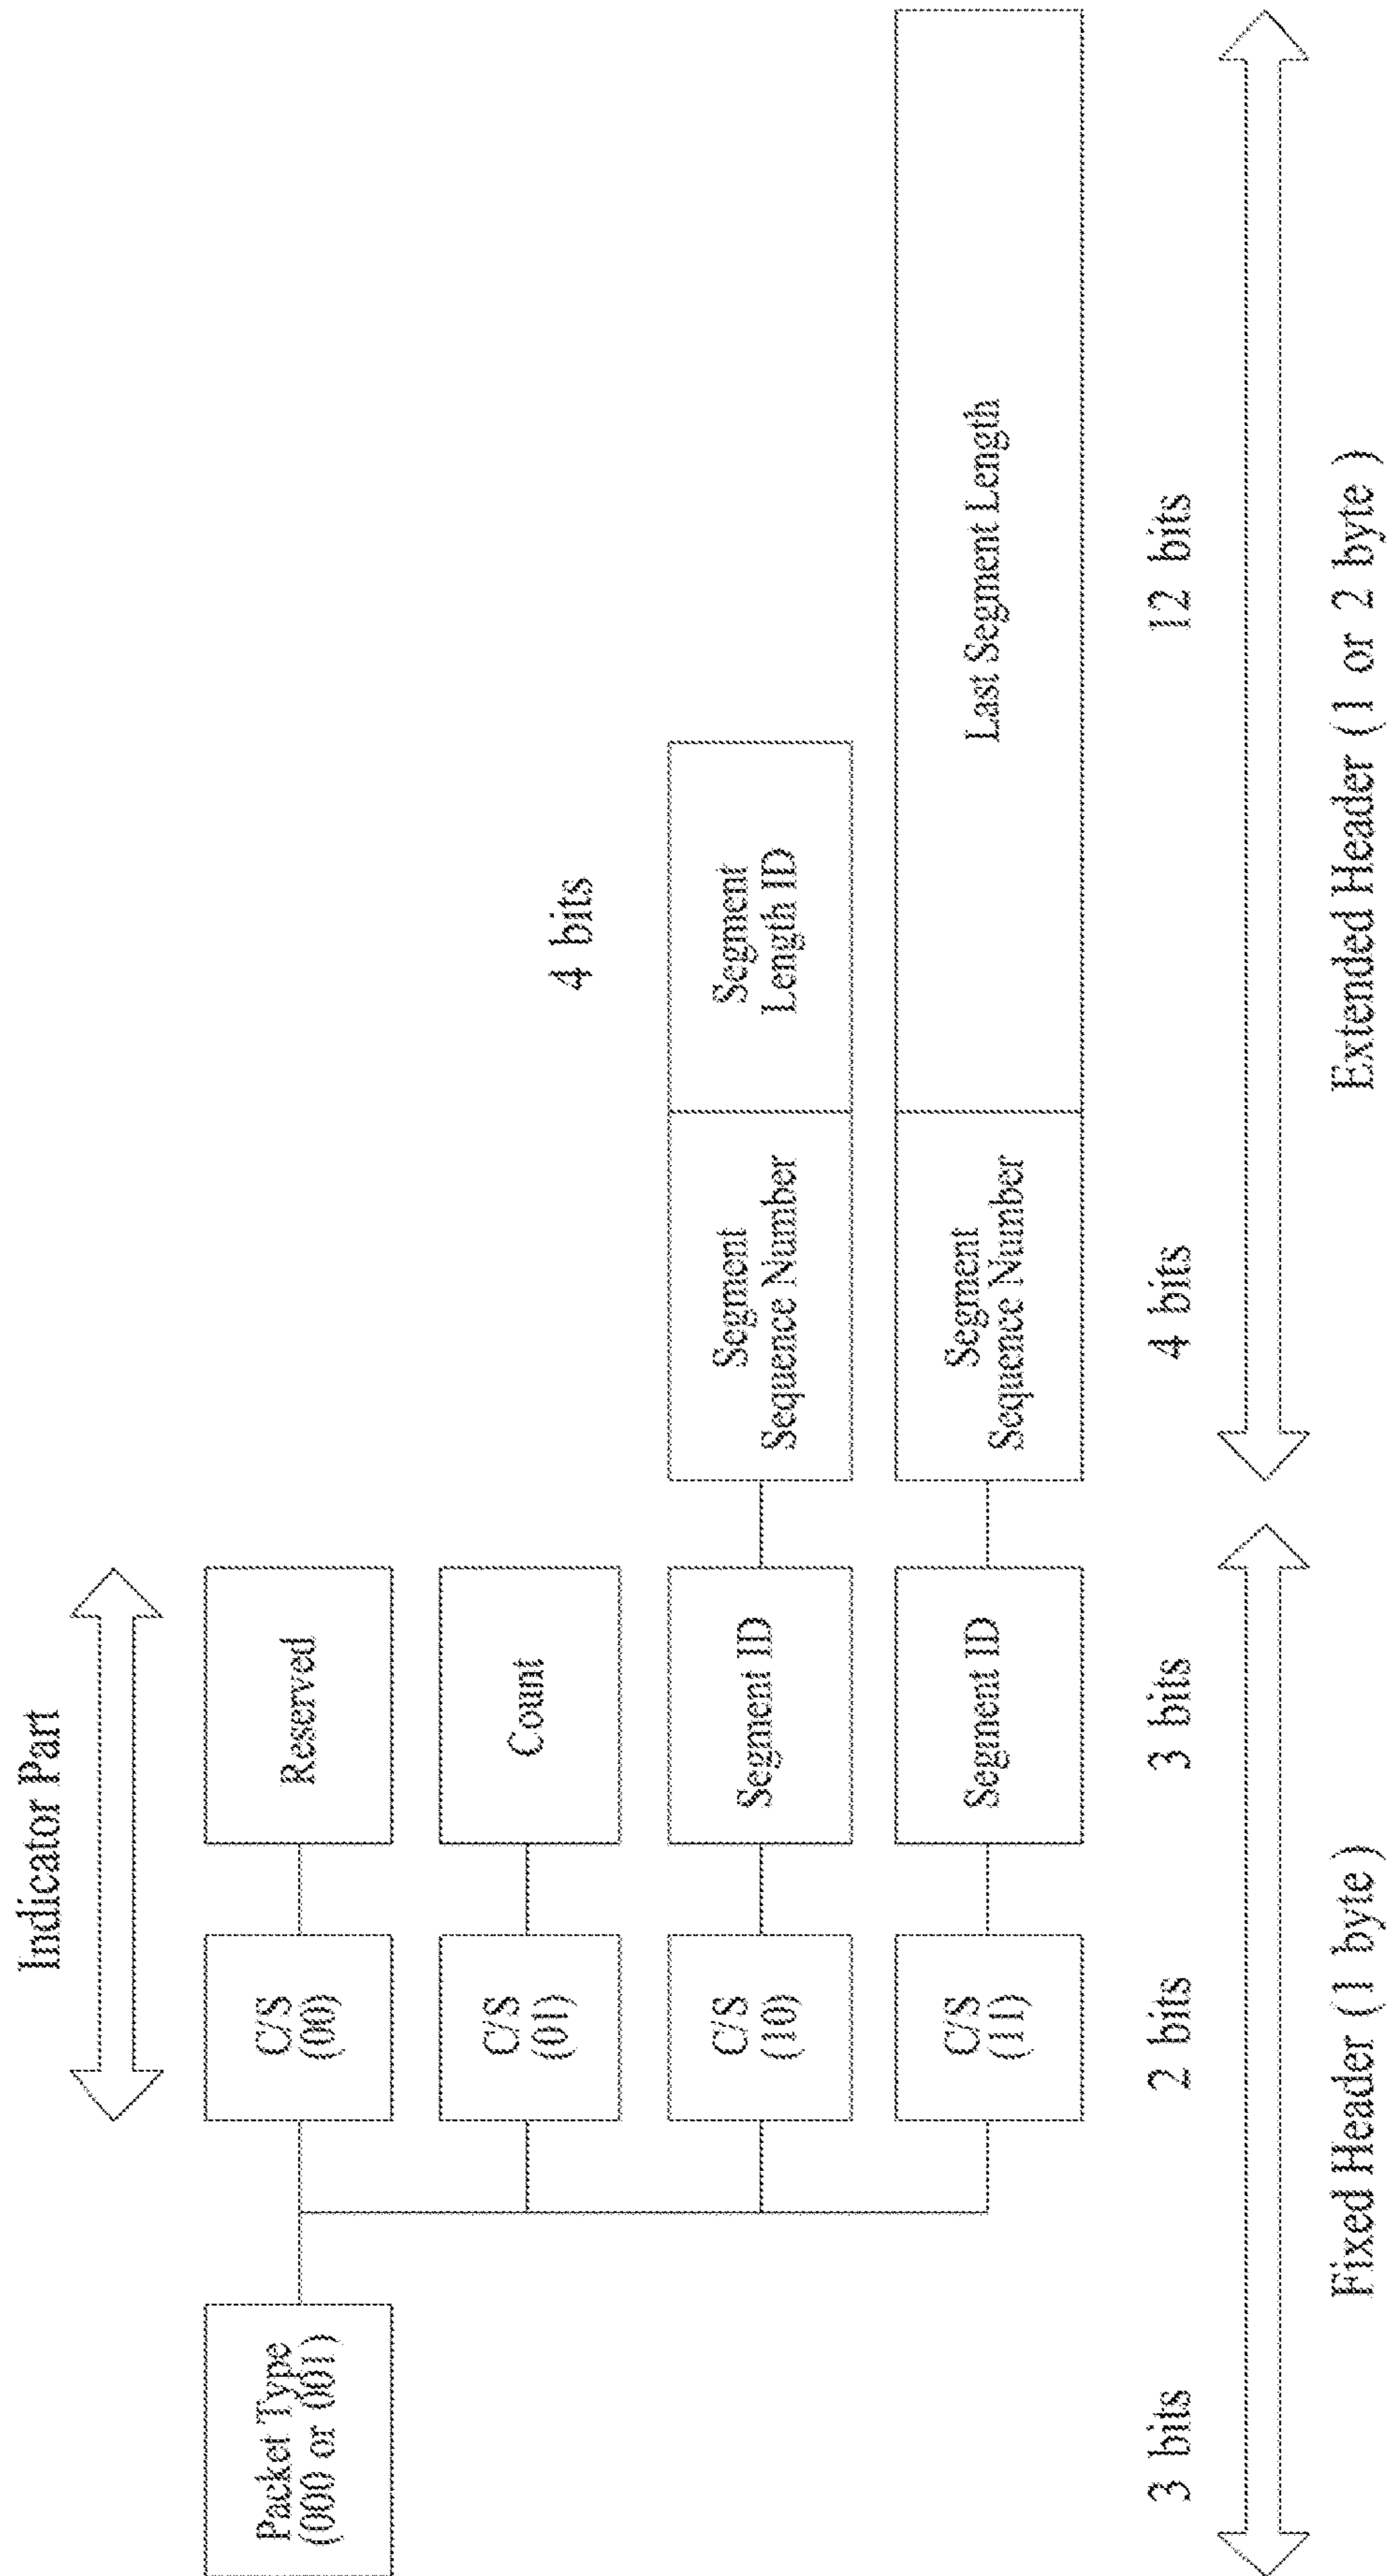 Indicator Part
Packet Type
(000 or 001)
C/S
(00)
Reserved
C/S
(01)
Count
4 bits
C/S
(10)
Segment ID
Segment
Sequence Number
Segment
Length ID
C/S
(11)
Segment ID
Segment
Sequence Number
Last Segment Length
3 bits
2 bits
3 bits
4 bits
12 bits
Fixed Header (1 byte)
Extended Header (1 or 2 byte)